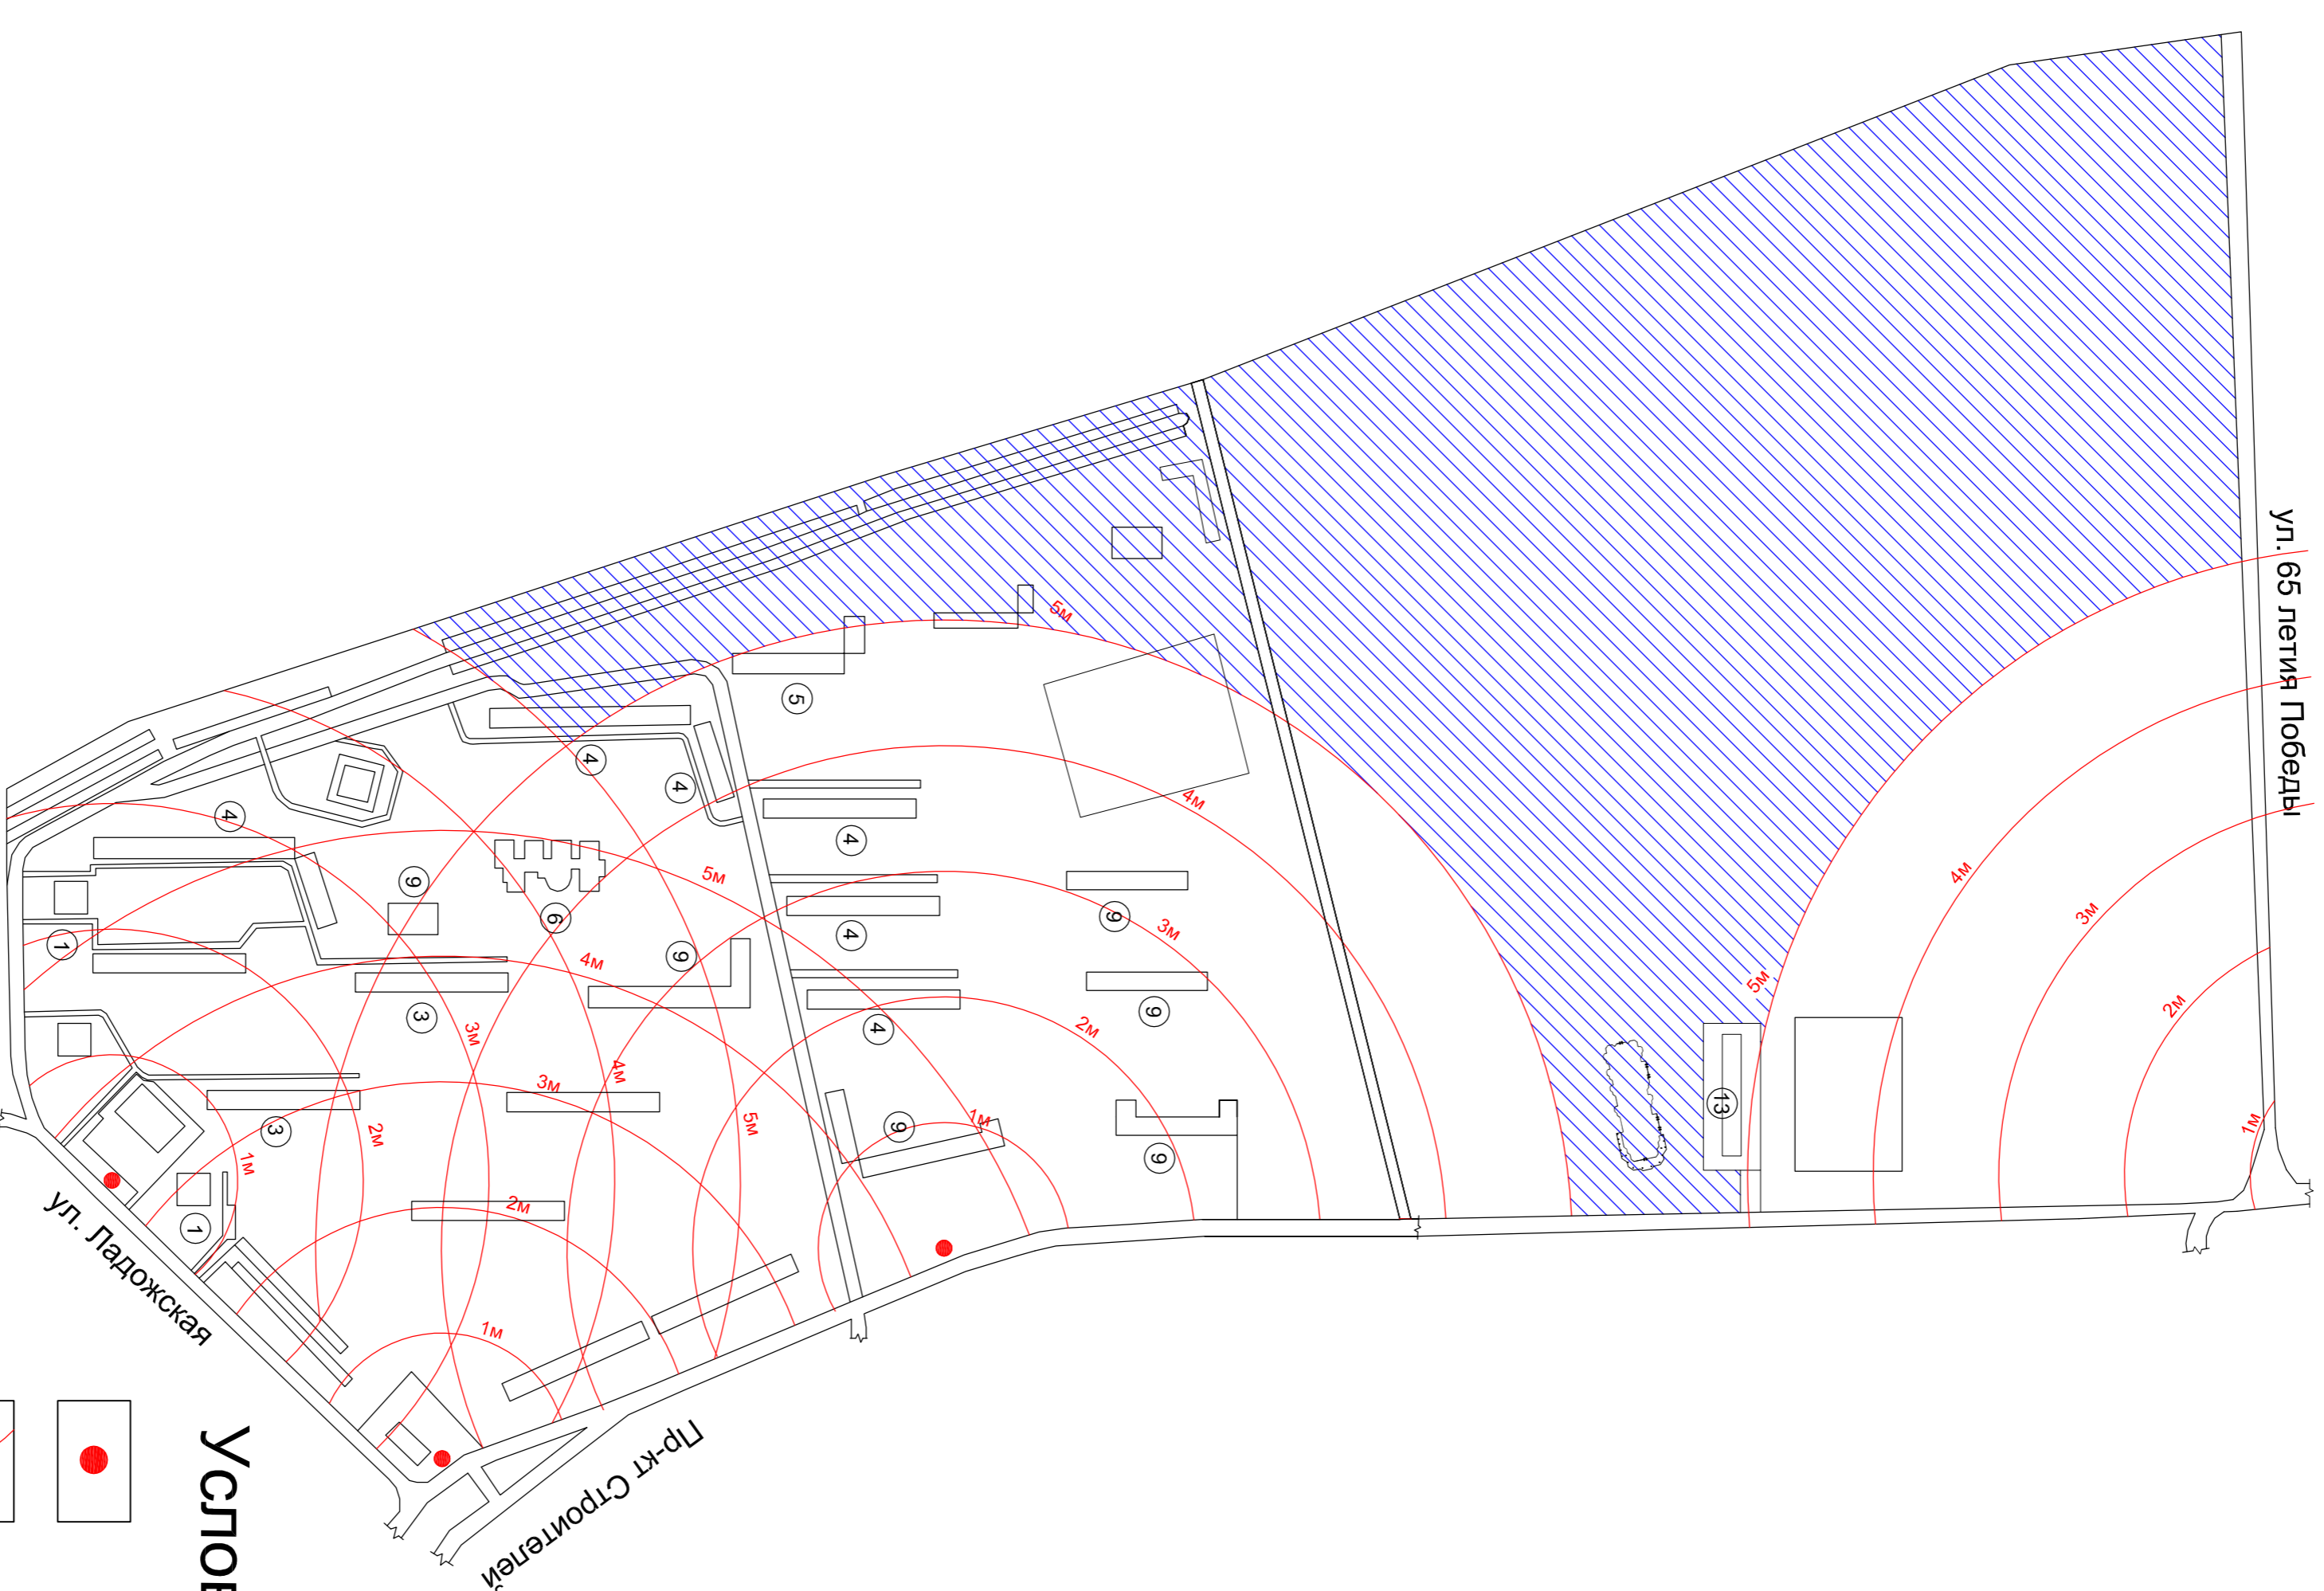 ул. 65 летия Победы
5м
5
4
4
4м
4
4
5м
4м
9
3м
9
6
4
1
9
4м
3м
5м
2м
9
3
4
3м
2м
3м
4м
13
5м
1м
9
1м
3
2м
1м
9
2м
1
1м
ул. Ладожская
Пр-кт Строителей
Услов